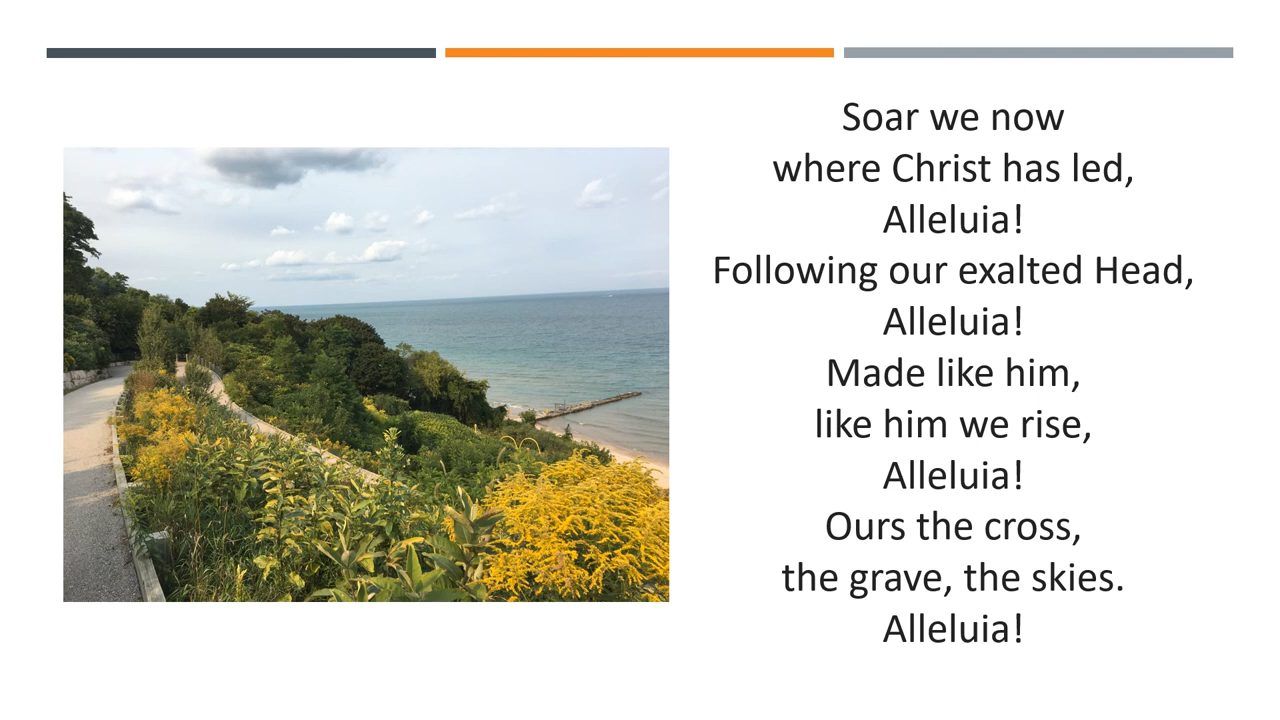 Soar we now
where Christ has led,
Alleluia!
Following our exalted Head,
Alleluia!
Made like him,
like him we rise,
Alleluia!
Ours the cross,
the grave, the skies.
Alleluia!